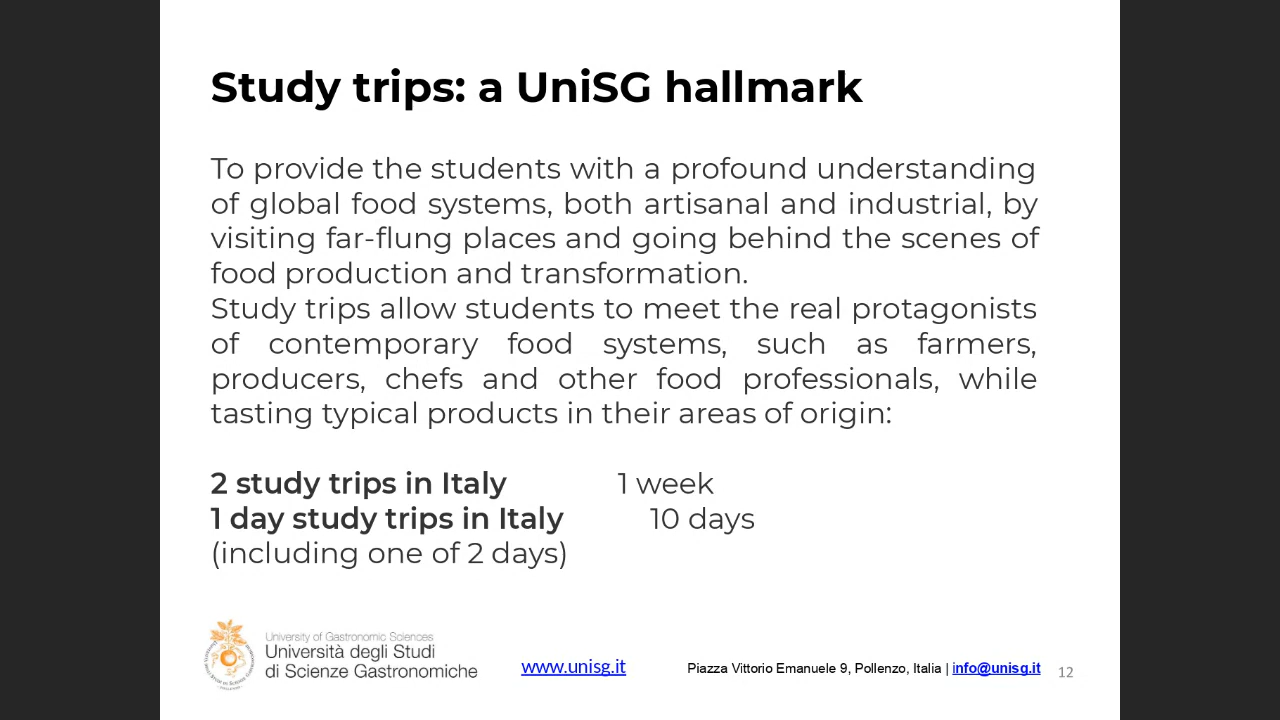 Study trips: a UniSG hallmark
To provide the students with a profound understanding
of global food systems, both artisanal and industrial, by
visiting far-flung places and going behind the scenes of
food production and transformation.
Study trips allow students to meet the real protagonists
of contemporary food systems, such as farmers,
producers, chefs and other food professionals, while
tasting typical products in their areas of origin:
2 study trips in Italy 1 week
1 day study trips in Italy 10 days
(including one of 2 days)
University of Gastronomic Sciences
Università degli Studi
di Scienze Gastronomiche
www.unisg.it
Piazza Vittorio Emanuele 9, Pollenzo, Italia | info@unisg.it
12